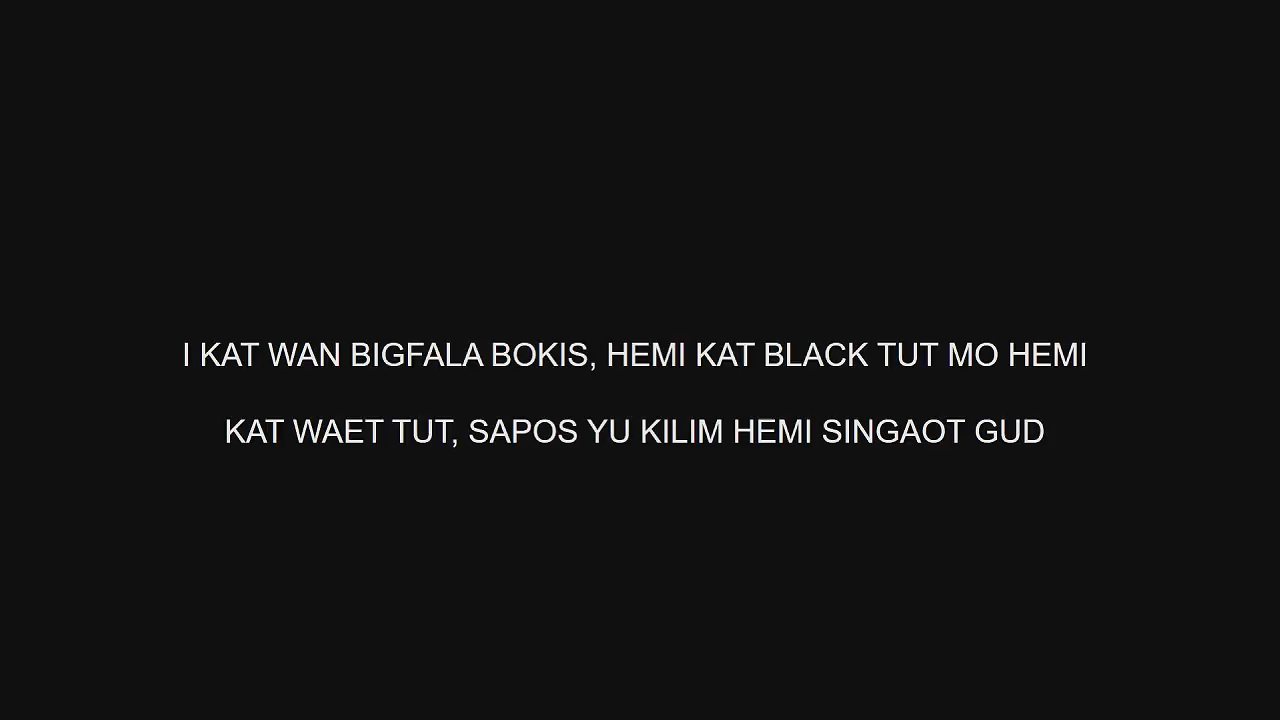 I KAT WAN BIGFALA BOKIS, HEMI KAT BLACK TUT MO HEMI
KAT WAET TUT, SAPOS YU KILIM HEMI SINGAOT GUD